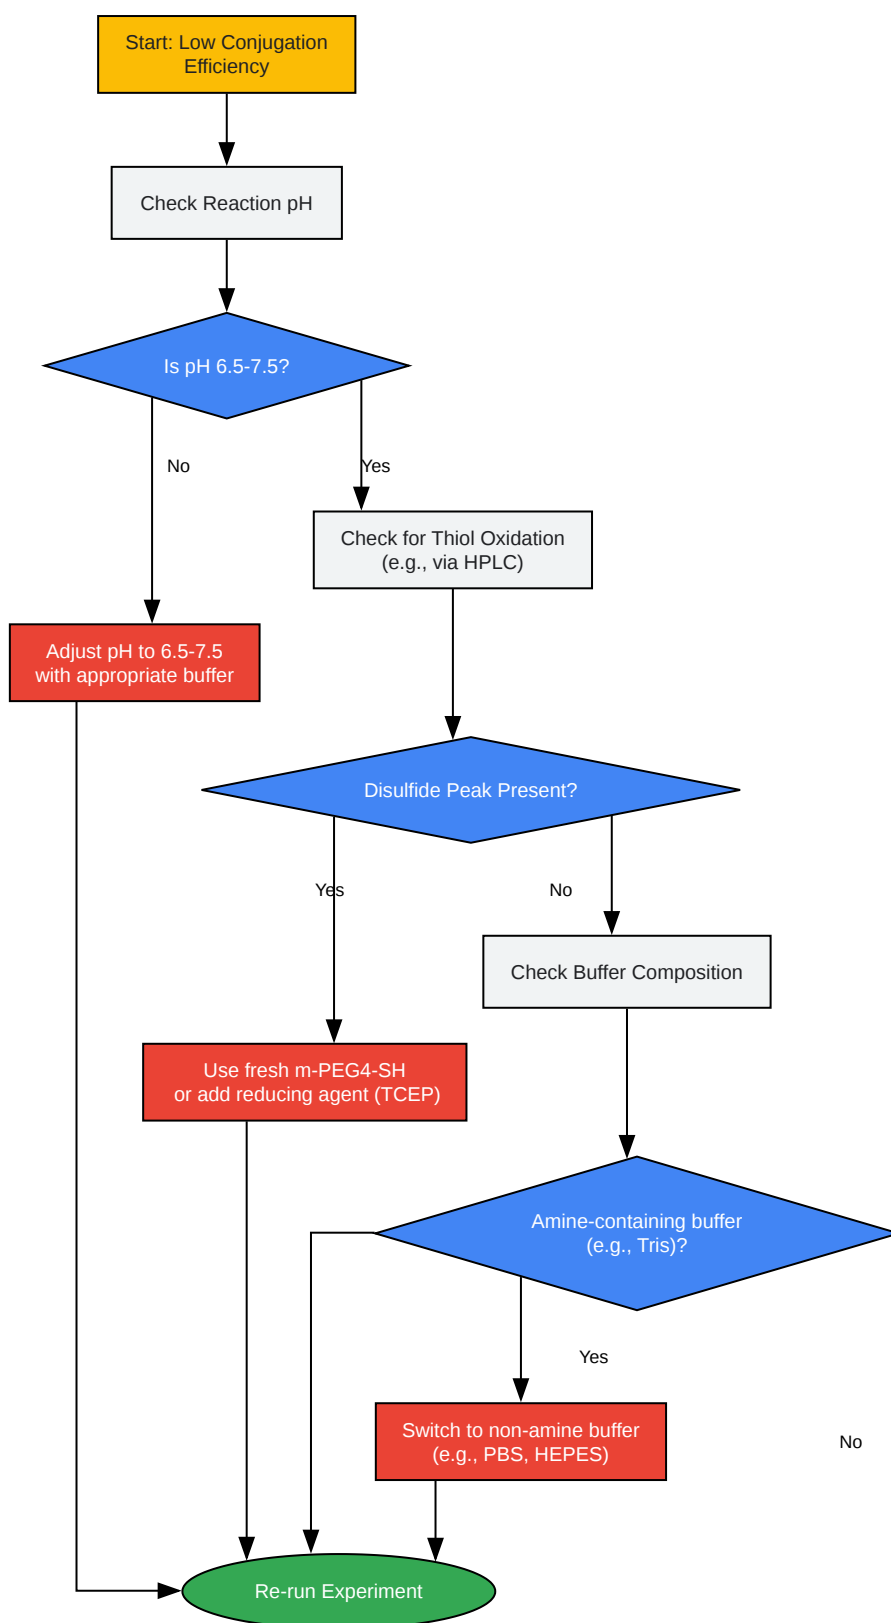 Start: Low Conjugation
Efficiency
Check Reaction pH
Is pH 6.5-7.5?
No
Yes
Check for Thiol Oxidation
(e.g., via HPLC)
Adjust pH to 6.5-7.5
with appropriate buffer
Disulfide Peak Present?
Yes
No
Check Buffer Composition
Use fresh m-PEG4-SH
or add reducing agent (TCEP)
Amine-containing buffer
(e.g., Tris)?
Yes
Switch to non-amine buffer
(e.g., PBS, HEPES)
No
Re-run Experiment